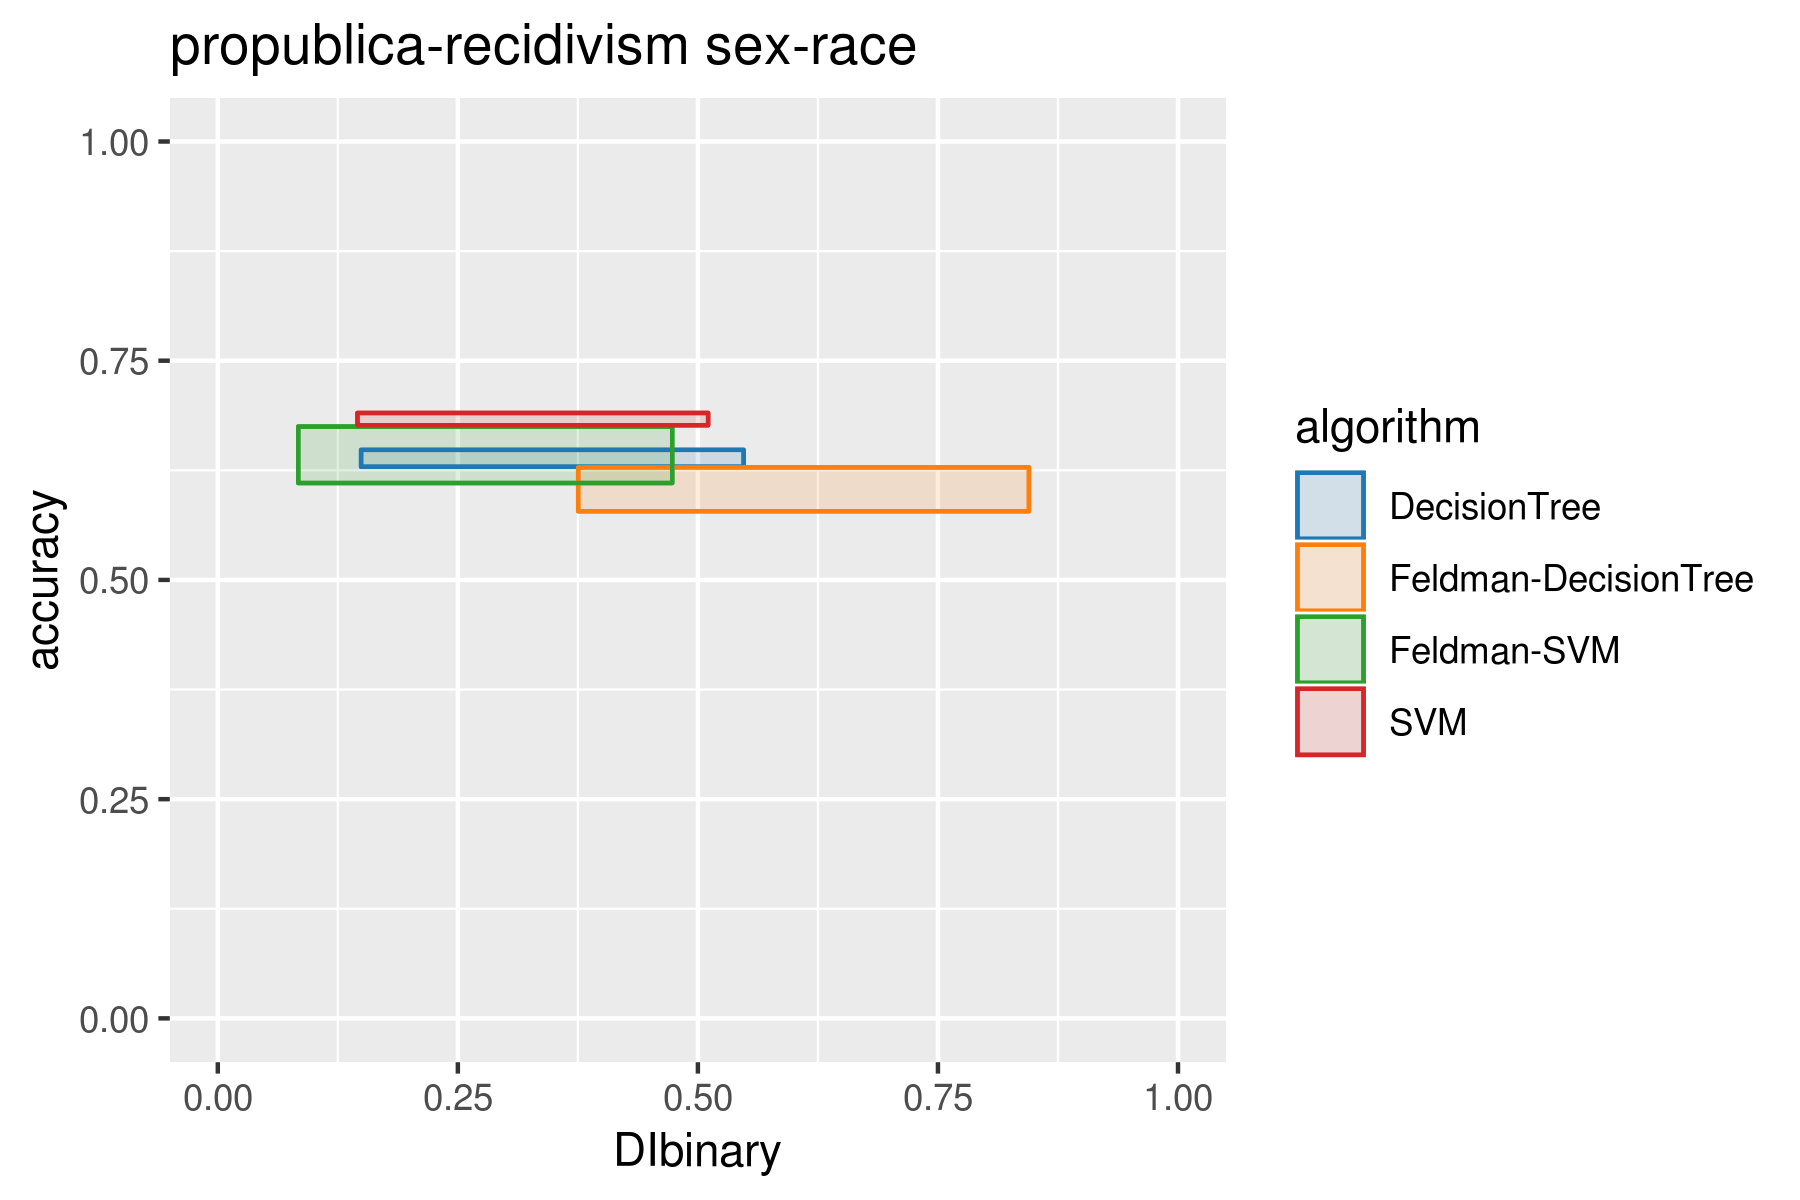 propublica-recidivism sex-race
1.00
0.75
0.50
0.25
0.00
accuracy
0.00 0.25 0.50 0.75 1.00
DIbinary
algorithm
DecisionTree
Feldman-DecisionTree
Feldman-SVM
SVM